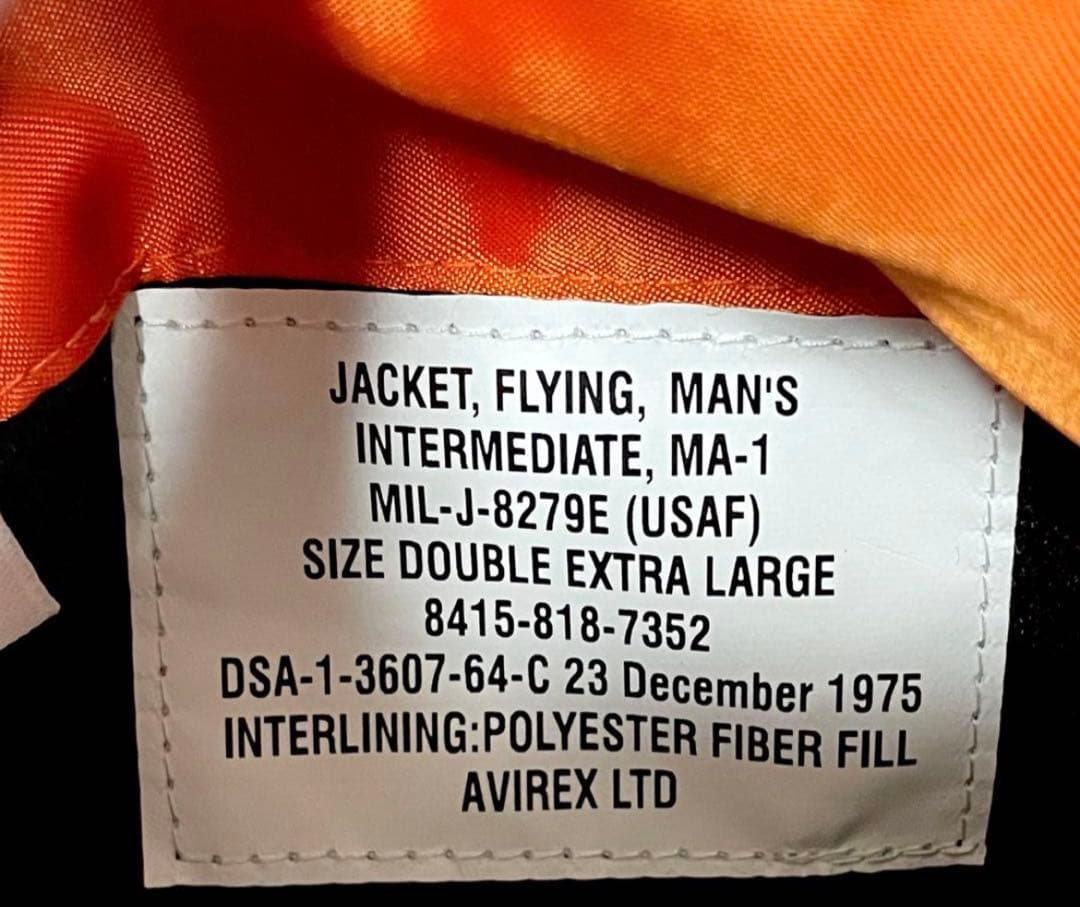 JACKET, FLYING, MAN'S
INTERMEDIATE, MA-1
MIL-J-8279E (USAF)
SIZE DOUBLE EXTRA LARGE
8415-818-7352
DSA-1-3607-64-C 23 December 1975
INTERLINING:POLYESTER FIBER FILL
AVIREX LTD